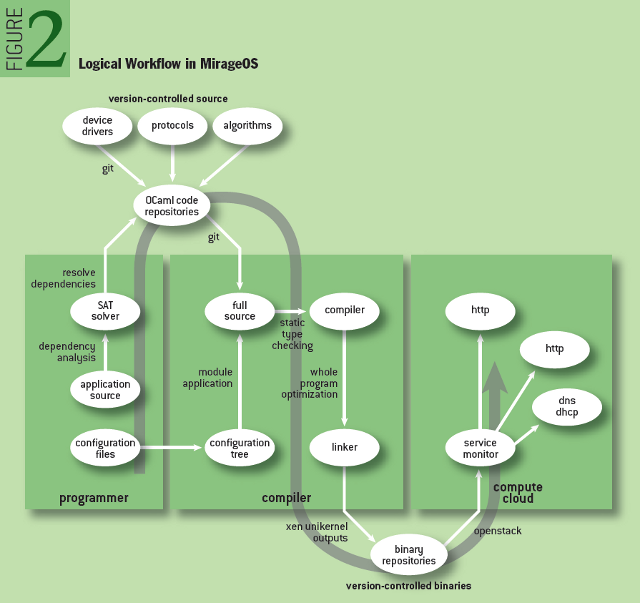 FIGURE
2
Logical Workflow in MirageOS
version-controlled source
device
drivers
protocols
algorithms
git
OCaml code
repositories
git
resolve
dependencies
SAT
solver
full
source
compiler
http
static
type
checking
dependency
analysis
http
application
source
module
application
whole
program
optimization
dns
dhcp
configuration
files
configuration
tree
linker
service
monitor
programmer
compiler
compute
cloud
xen unikernel
outputs
openstack
binary
repositories
version-controlled binaries